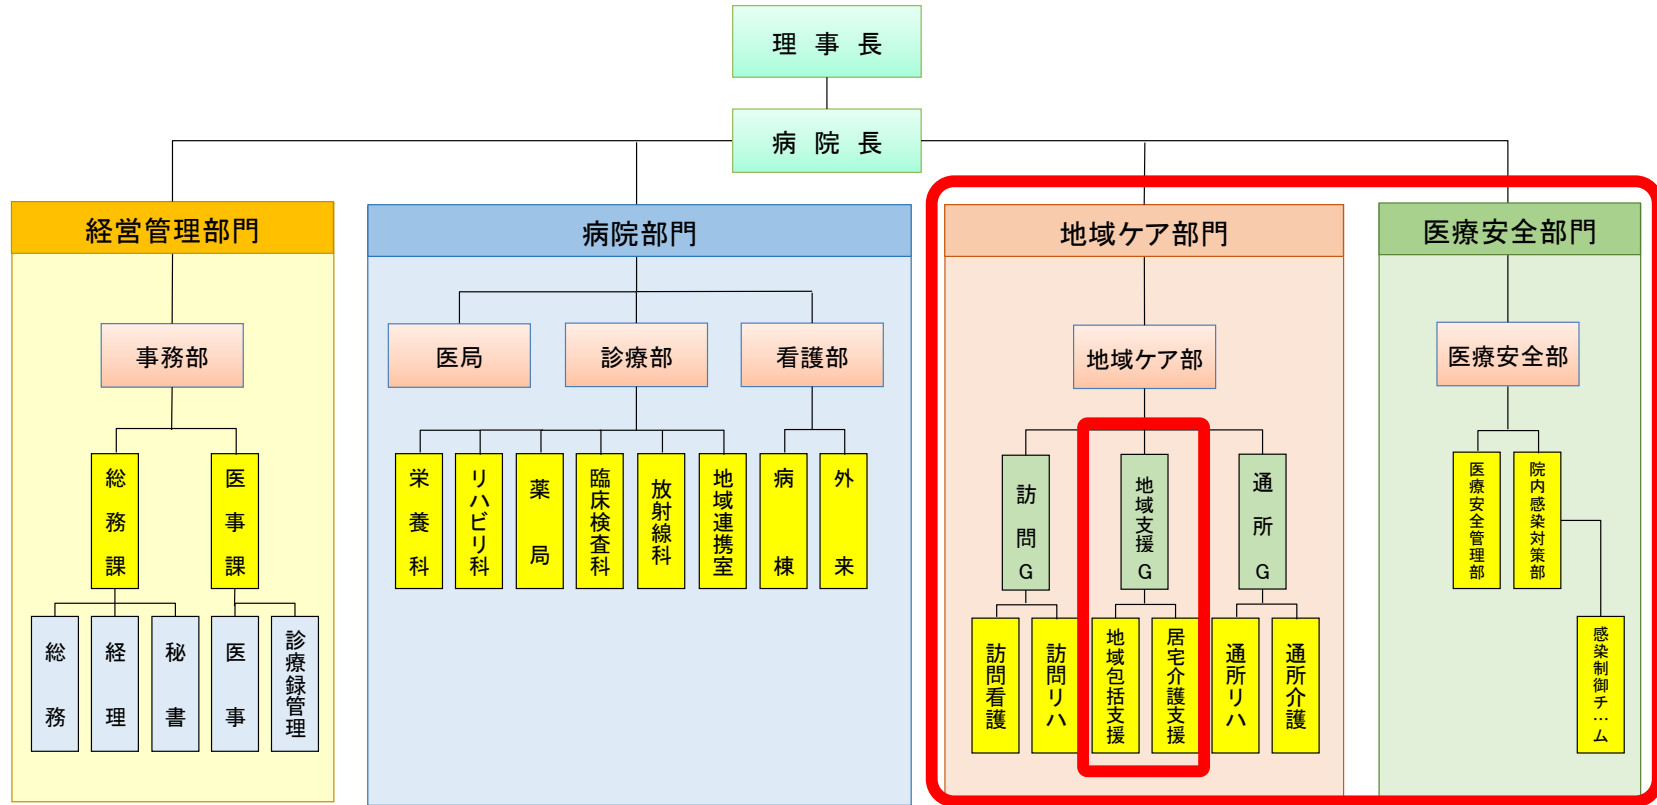 理事長
病院長
経営管理部門
病院部門
地域ケア部門
医療安全部門
事務部
医局
診療部
看護部
地域ケア部
医療安全部
総務課
医事課
栄養科
リハビリ科
薬局
臨床検査科
放射線科
地域連携室
病棟
外来
訪問G
地域支援G
通所G
医療安全管理部
院内感染対策部
総務
経理
秘書
医事
診療録管理
訪問看護
訪問リハ
地域包括支援
居宅介護支援
通所リハ
通所介護
感染制御チ…ム